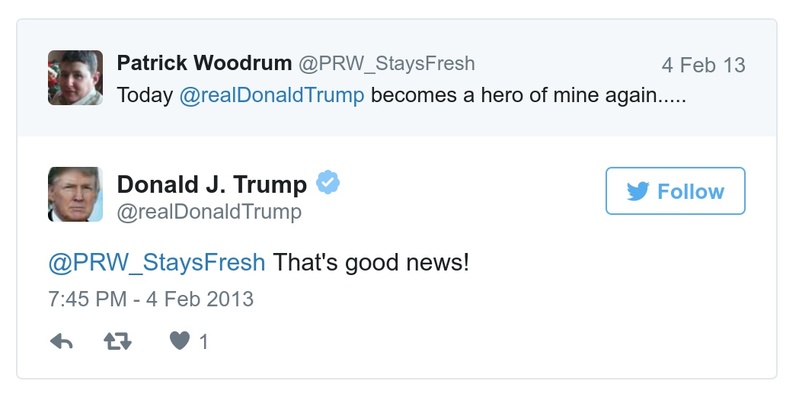 Patrick Woodrum @PRW_StaysFresh 4 Feb 13
Today @realDonaldTrump becomes a hero of mine again.....
Donald J. Trump
Follow
@realDonaldTrump
@PRW_StaysFresh That's good news!
7:45 PM - 4 Feb 2013
1